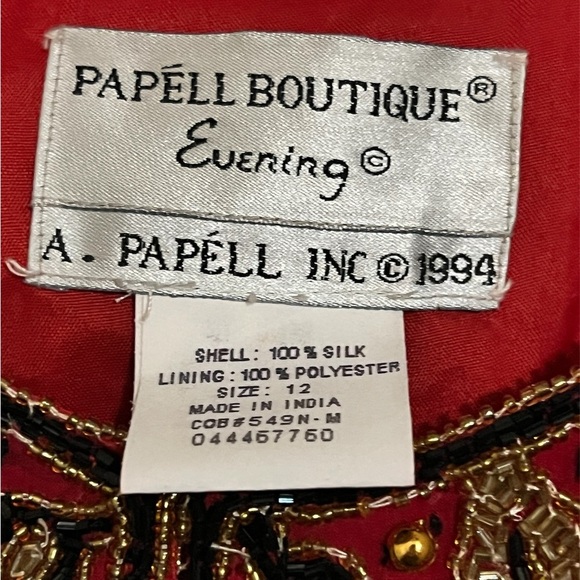 PAPÉLL BOUTIQUE®
Evening ©
A. PAPÉLL INC © 1994
SHELL: 100% SILK
LINING: 100% POLYESTER
SIZE: 12
MADE IN INDIA
COB#549N-M
044467760